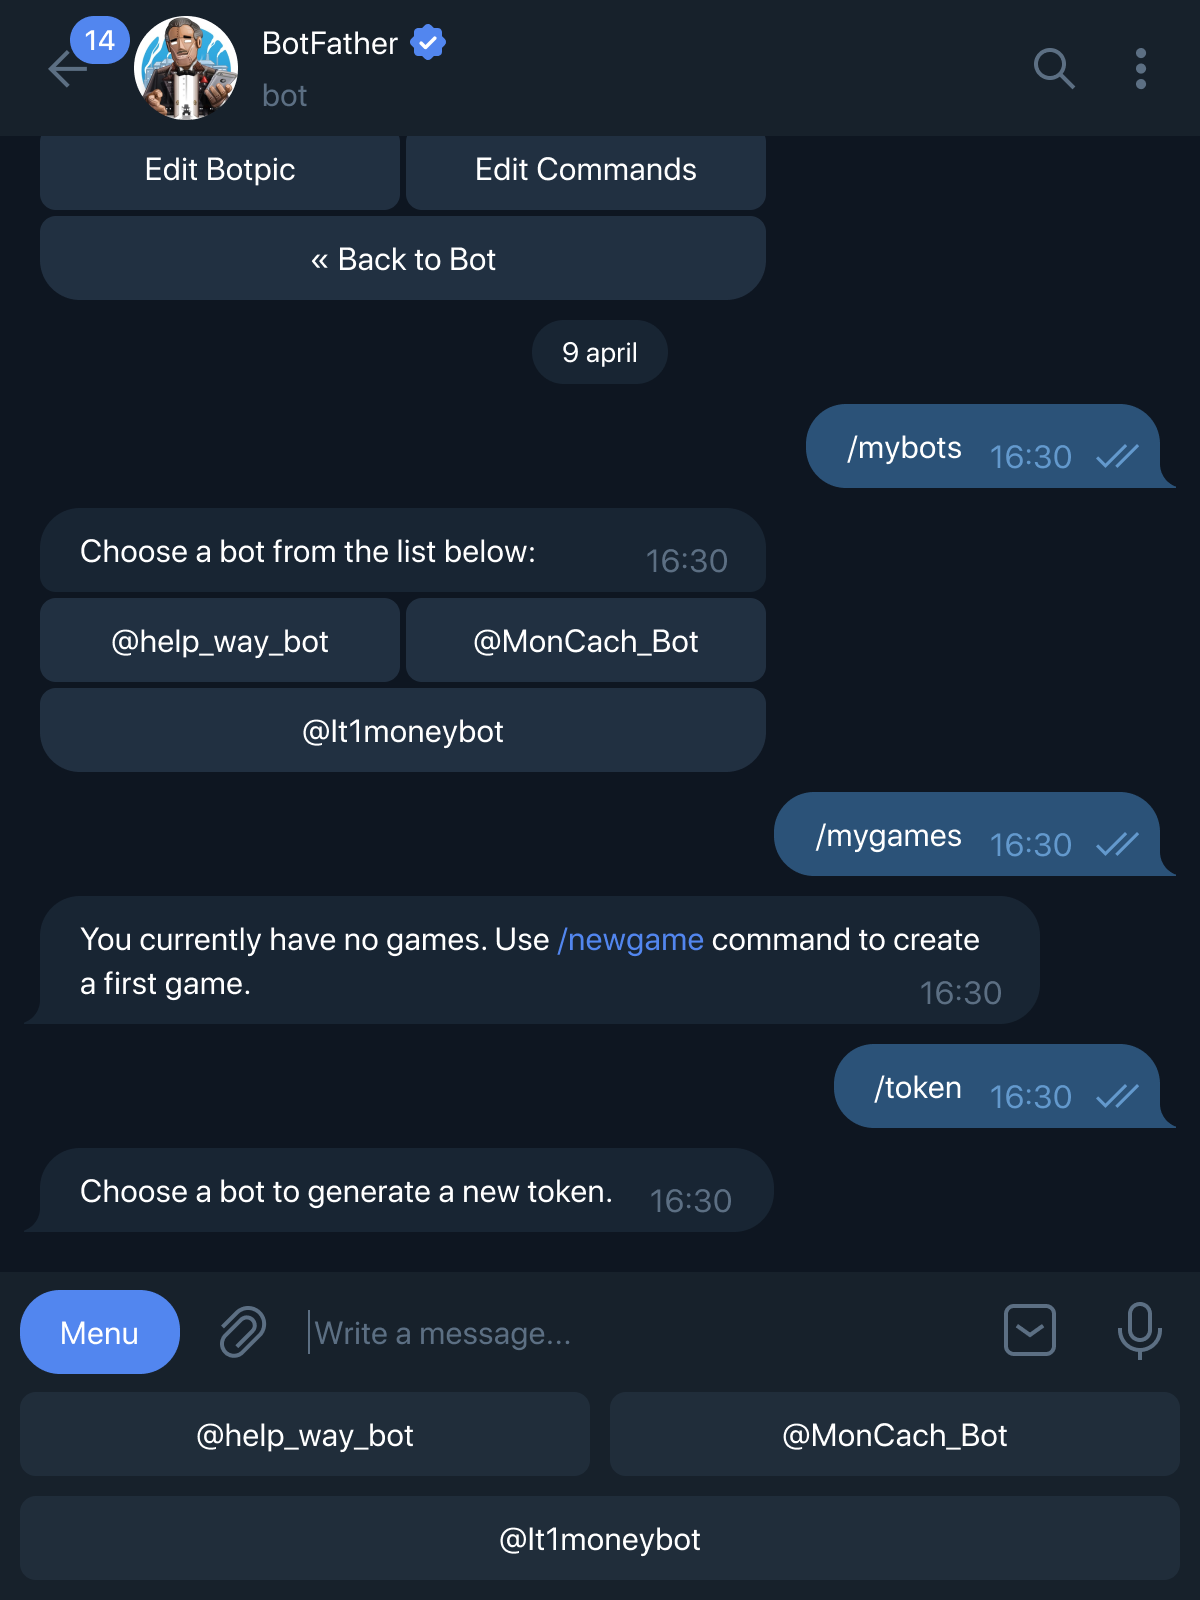 14
BotFather
bot
Edit Botpic
Edit Commands
« Back to Bot
9 april
/mybots 16:30
Choose a bot from the list below: 16:30
@help_way_bot
@MonCach_Bot
@It1moneybot
/mygames 16:30
You currently have no games. Use /newgame command to create
a first game. 16:30
/token 16:30
Choose a bot to generate a new token. 16:30
Menu
Write a message...
@help_way_bot
@MonCach_Bot
@It1moneybot